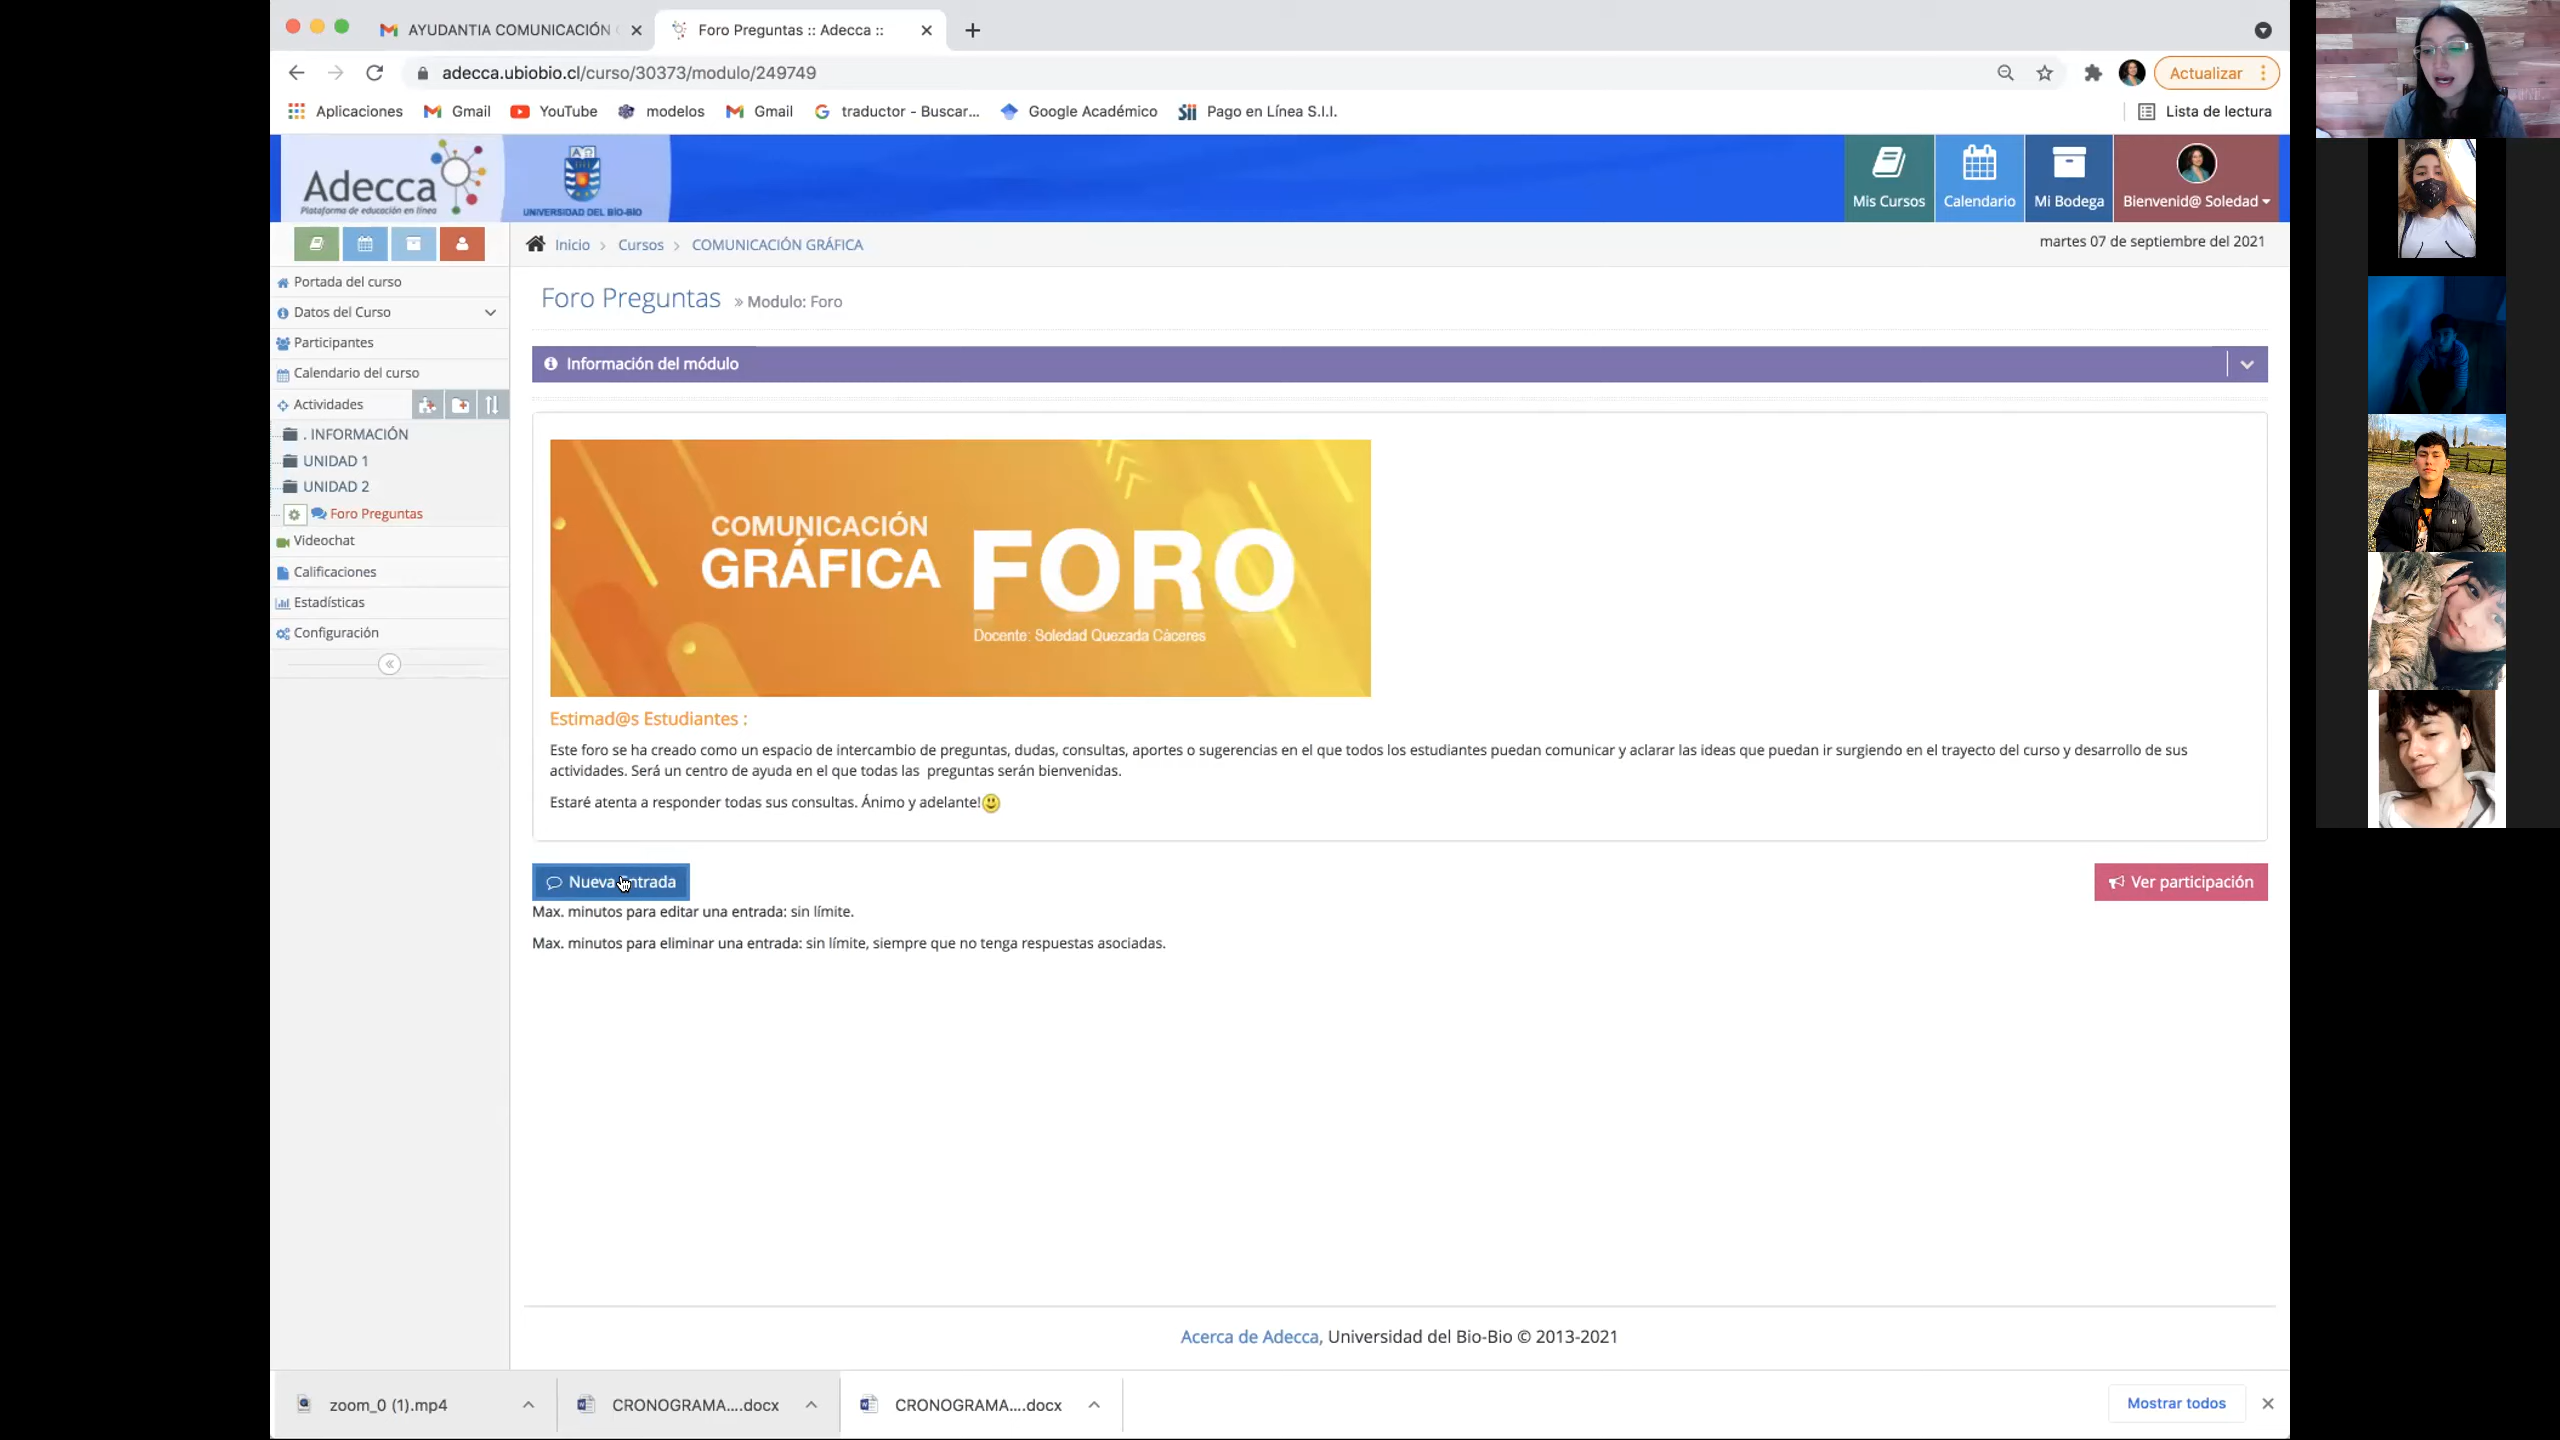 AYUDANTIA COMUNICACIÓN
Foro Preguntas :: Adecca ::
adecca.ubiobio.cl/curso/30373/modulo/249749
Actualizar
Aplicaciones
Gmail
YouTube
modelos
Gmail
traductor - Buscar...
Google Académico
Pago en Línea S.I.I.
Lista de lectura
Adecca
Plataforma de educación en línea
UNIVERSIDAD DEL BÍO-BÍO
Mis Cursos
Calendario
Mi Bodega
Bienvenid@ Soledad
Inicio > Cursos > COMUNICACIÓN GRÁFICA
martes 07 de septiembre del 2021
Portada del curso
Datos del Curso
Participantes
Calendario del curso
Actividades
. INFORMACIÓN
UNIDAD 1
UNIDAD 2
Foro Preguntas
Videochat
Calificaciones
Estadísticas
Configuración
Foro Preguntas » Modulo: Foro
Información del módulo
COMUNICACIÓN
GRÁFICA
FORO
Docente: Soledad Quezada Cáceres
Estimad@s Estudiantes :
Este foro se ha creado como un espacio de intercambio de preguntas, dudas, consultas, aportes o sugerencias en el que todos los estudiantes puedan comunicar y aclarar las ideas que puedan ir surgiendo en el trayecto del curso y desarrollo de sus
actividades. Será un centro de ayuda en el que todas las preguntas serán bienvenidas.
Estaré atenta a responder todas sus consultas. Ánimo y adelante!
Nueva Entrada
Ver participación
Max. minutos para editar una entrada: sin límite.
Max. minutos para eliminar una entrada: sin límite, siempre que no tenga respuestas asociadas.
Acerca de Adecca, Universidad del Bio-Bio © 2013-2021
zoom_0 (1).mp4
CRONOGRAMA....docx
CRONOGRAMA....docx
Mostrar todos